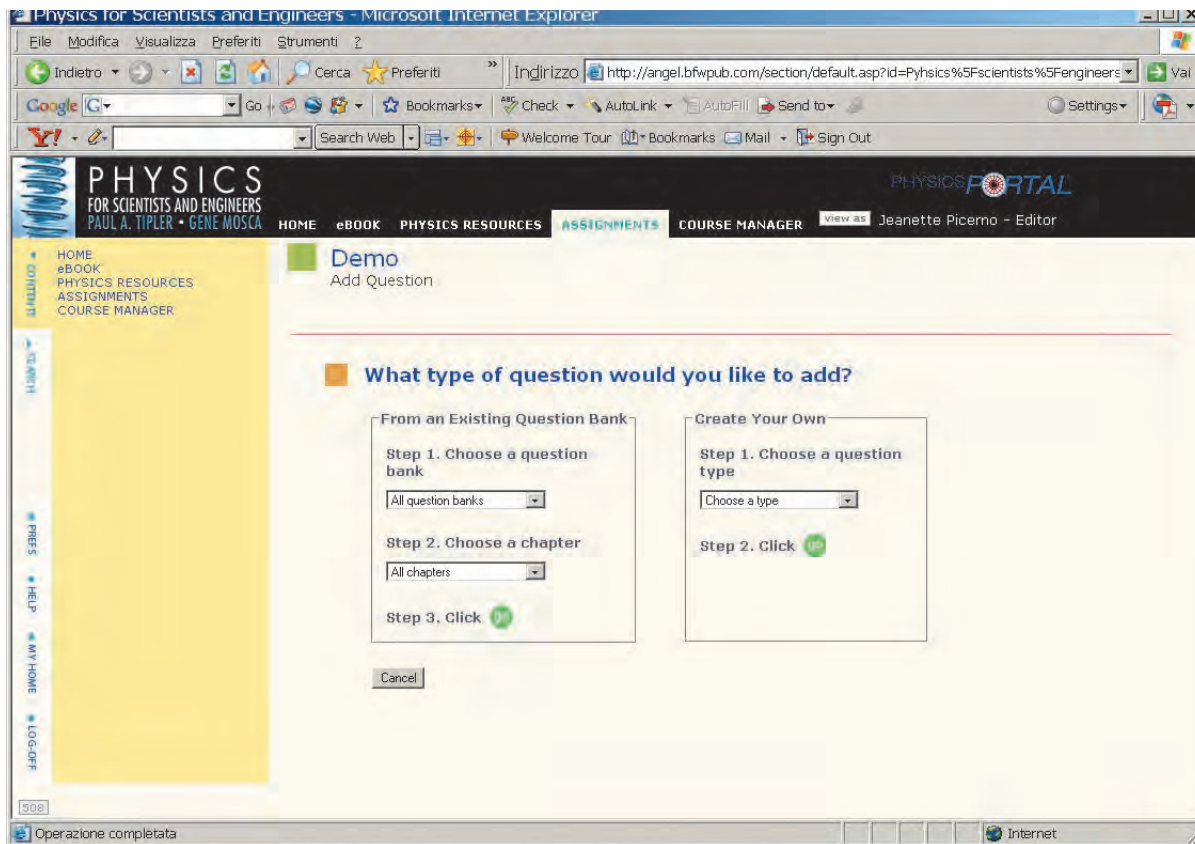 Physics for Scientists and Engineers - Microsoft Internet Explorer
File Modifica Visualizza Preferiti Strumenti ?
Indietro Cerca Preferiti » Indirizzo http://angel.bfwpub.com/section/default.asp?id=Pyhsics%5Fscientists%5Fengineers Vai
Google G Go Bookmarks Check AutoLink AutoFill Send to Settings
Y! Search Web Welcome Tour Bookmarks Mail Sign Out
PHYSICS
FOR SCIENTISTS AND ENGINEERS
PAUL A. TIPLER • GENE MOSCA
PHYSICSPORTAL
HOME eBOOK PHYSICS RESOURCES ASSIGNMENTS COURSE MANAGER view as Jeanette Picerno - Editor
CONTENTS
SEARCH
PREFS
HELP
MY HOME
LOG-OFF
HOME
eBOOK
PHYSICS RESOURCES
ASSIGNMENTS
COURSE MANAGER
Demo
Add Question
What type of question would you like to add?
From an Existing Question Bank
Step 1. Choose a question
bank
All question banks
Step 2. Choose a chapter
All chapters
Step 3. Click GO
Create Your Own
Step 1. Choose a question
type
Choose a type
Step 2. Click GO
Cancel
508
Operazione completata Internet